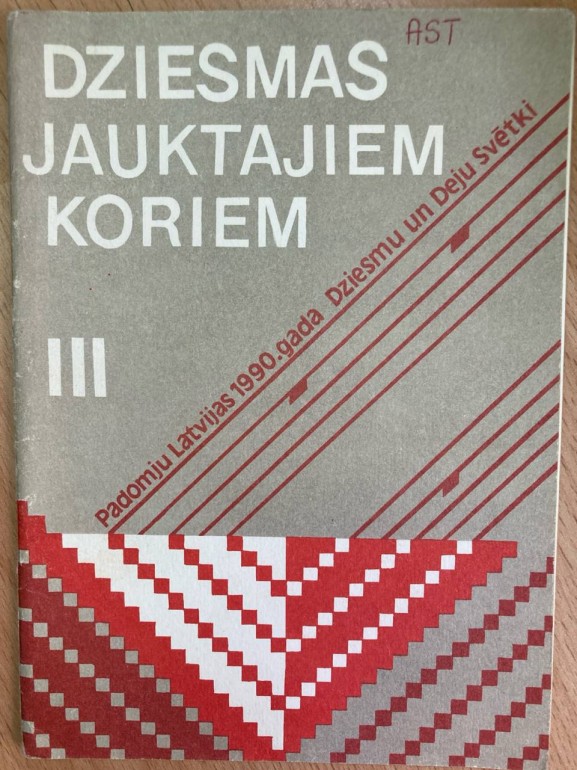 AST
DZIESMAS
JAUKTAJIEM
KORIEM
III
Padomju Latvijas 1990.gada Dziesmu un Deju Svētki